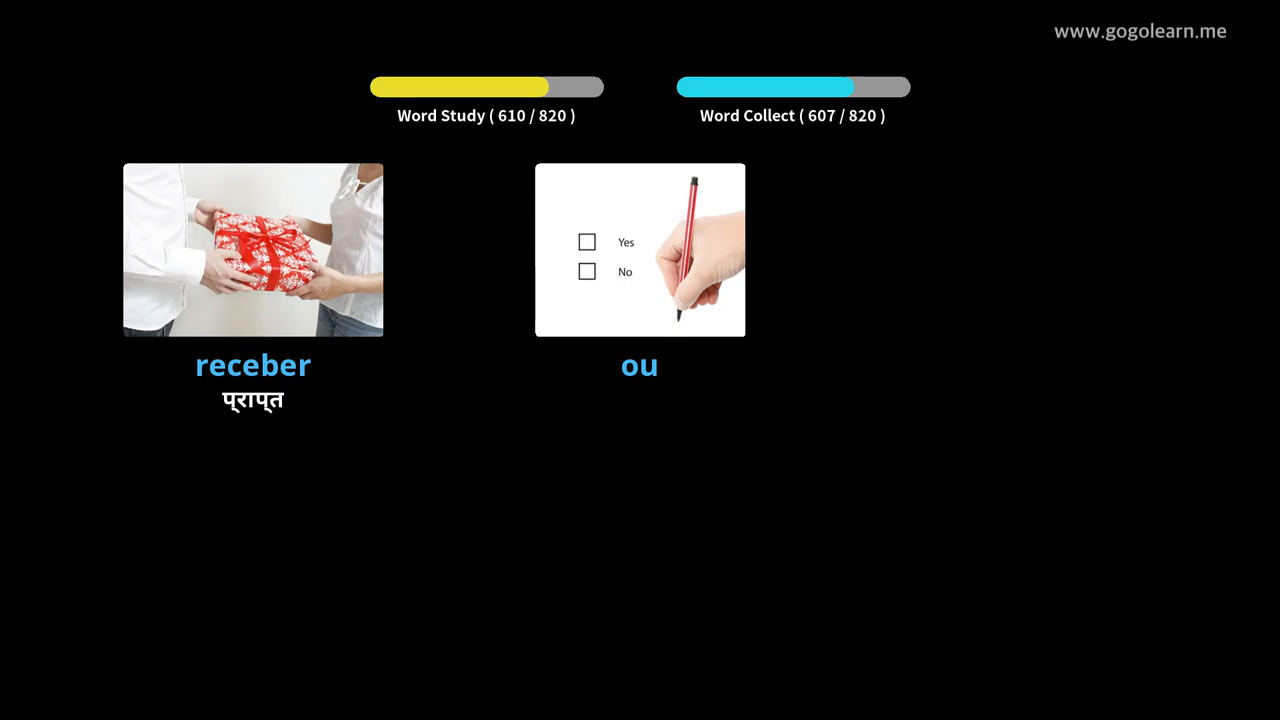 www.gogolearn.me
Word Study ( 610 / 820 )
Word Collect ( 607 / 820 )
Yes
No
receber
ou
प्राप्त